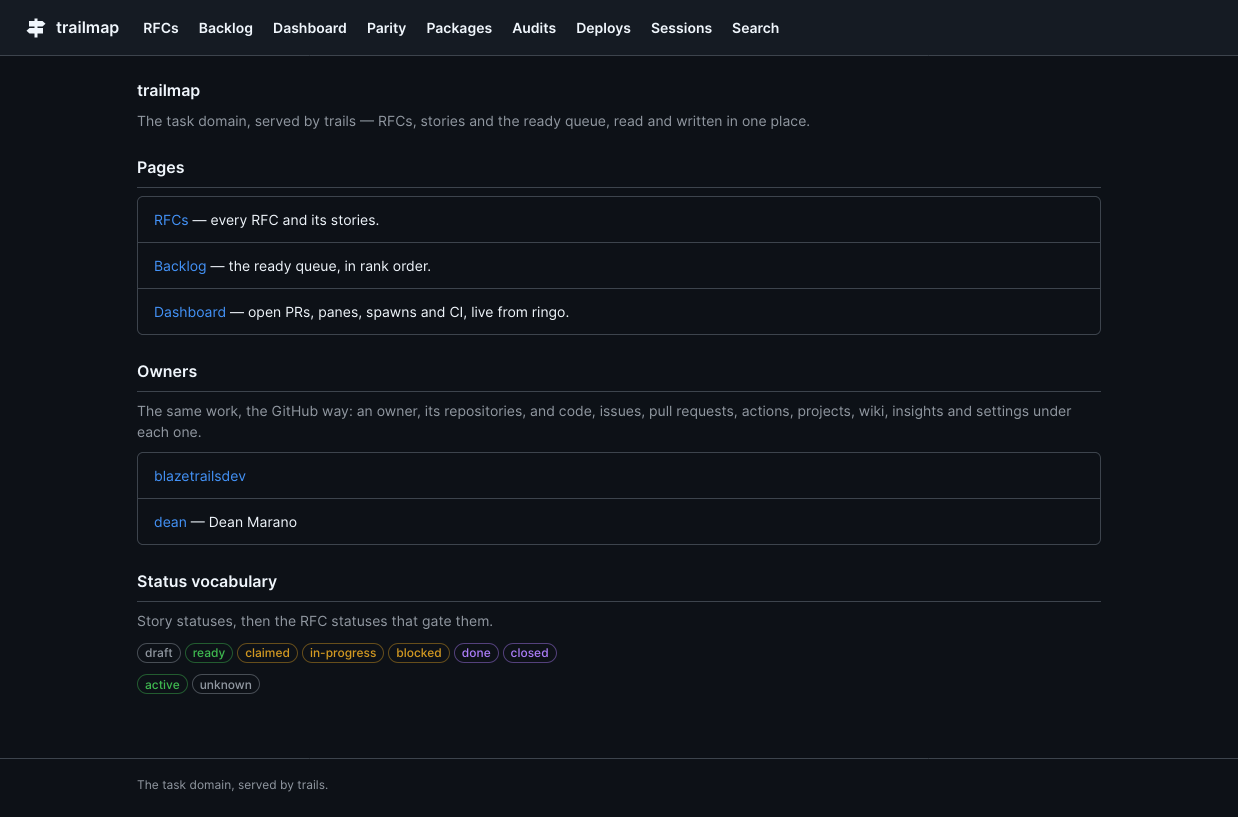 trailmap RFCs Backlog Dashboard Parity Packages Audits Deploys Sessions Search
trailmap
The task domain, served by trails — RFCs, stories and the ready queue, read and written in one place.
Pages
RFCs — every RFC and its stories.
Backlog — the ready queue, in rank order.
Dashboard — open PRs, panes, spawns and CI, live from ringo.
Owners
The same work, the GitHub way: an owner, its repositories, and code, issues, pull requests, actions, projects, wiki, insights and settings under
each one.
blazetrailsdev
dean — Dean Marano
Status vocabulary
Story statuses, then the RFC statuses that gate them.
draft ready claimed in-progress blocked done closed
active unknown
The task domain, served by trails.